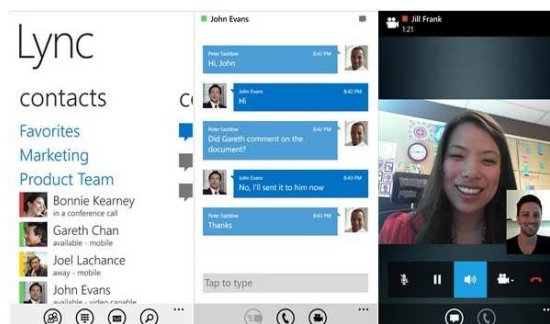 Lync
contacts
Favorites
Marketing
Product Team
Bonnie Kearney
in a conference call
Gareth Chan
available - mobile
Joel Lachance
away - mobile
John Evans
available - video capable
John Evans
Peter Saddow 8:42 PM
Hi, John
John Evans 8:42 PM
Hi
Peter Saddow 8:42 PM
Did Gareth comment on the
document?
John Evans 8:42 PM
No, I'll sent it to him now
Peter Saddow 8:42 PM
Thanks
Tap to type
Jill Frank
1:21